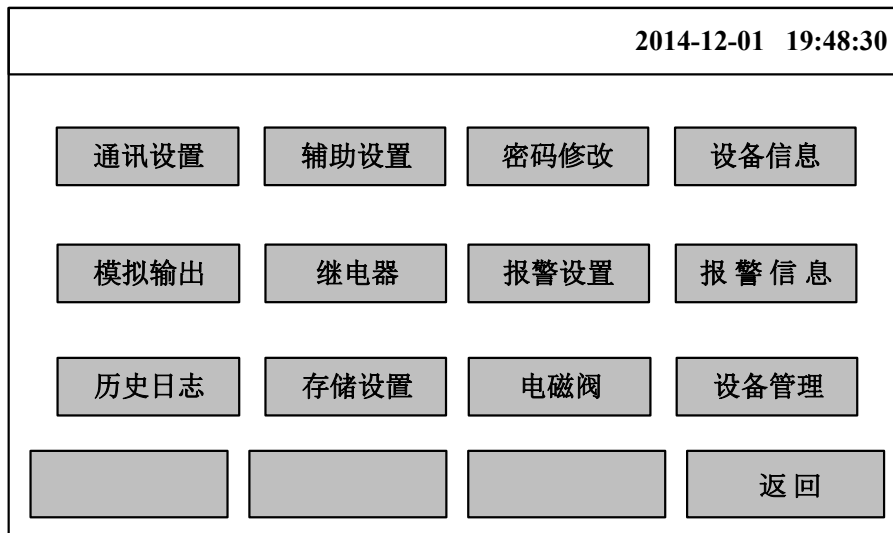 2014-12-01 19:48:30
通讯设置 辅助设置 密码修改 设备信息
模拟输出 继电器 报警设置 报 警 信 息
历史日志 存储设置 电磁阀 设备管理
返 回